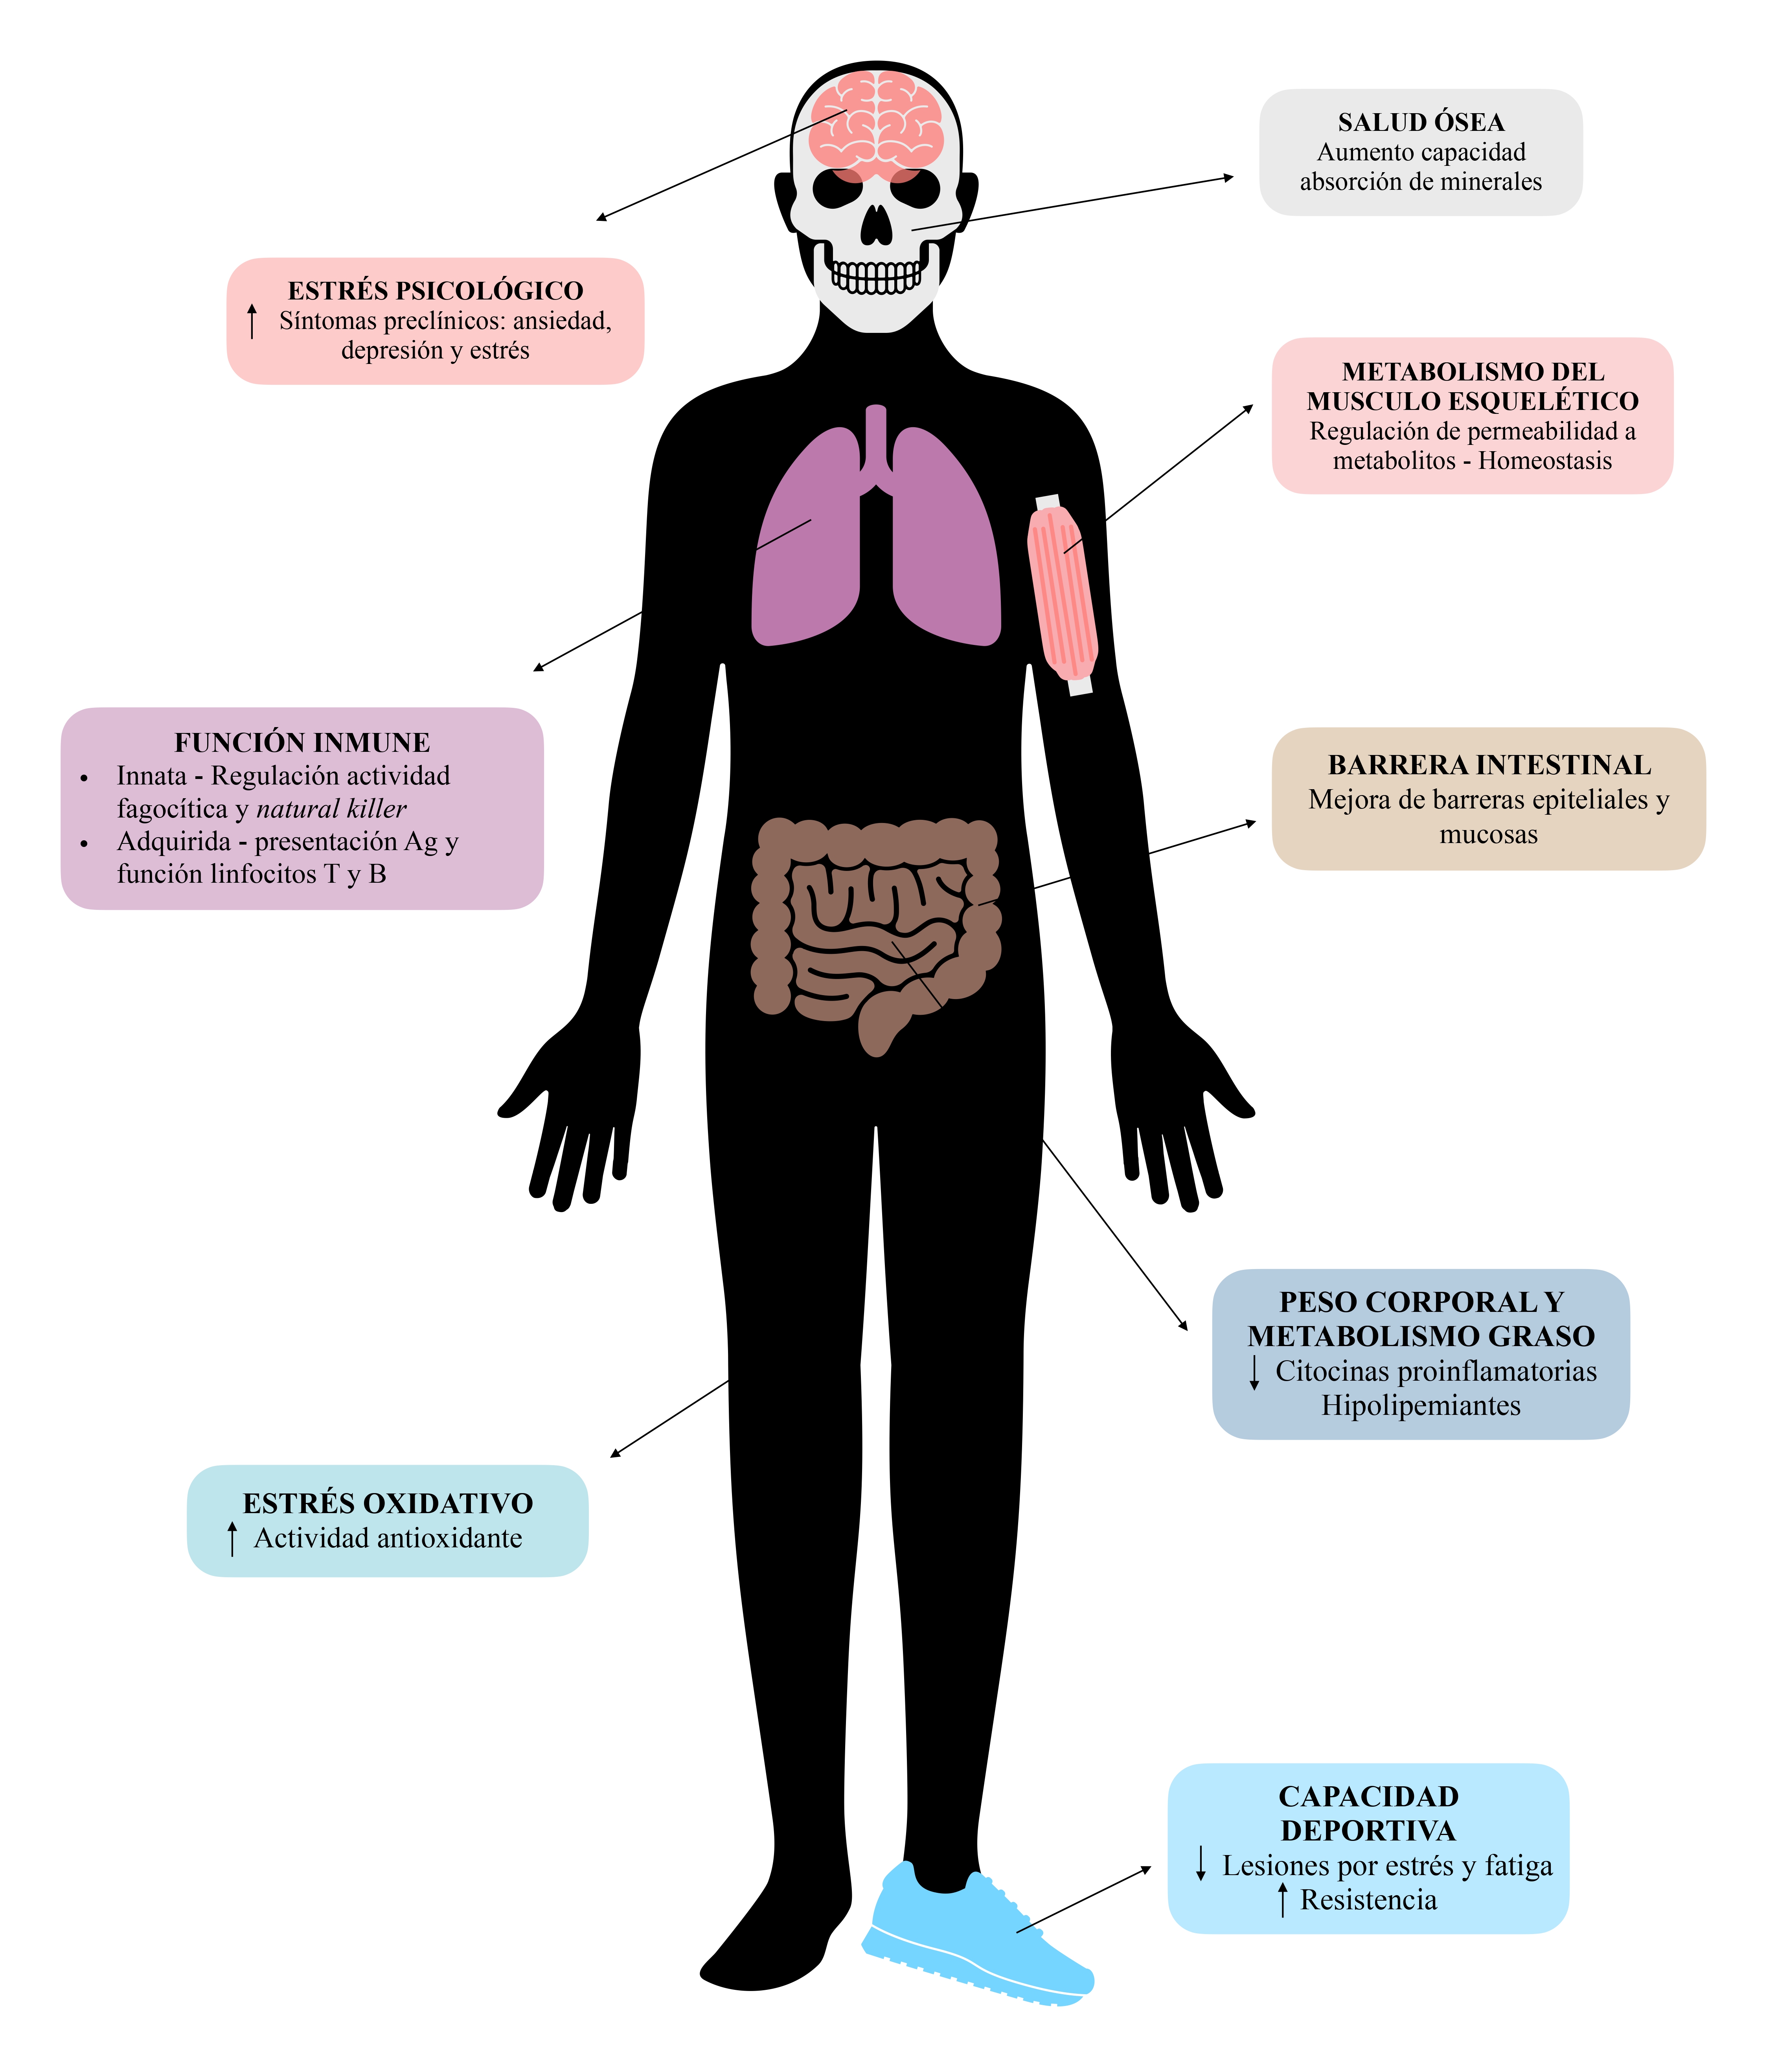 SALUD ÓSEA
Aumento capacidad
absorción de minerales
ESTRÉS PSICOLÓGICO
↑ Síntomas preclínicos: ansiedad,
depresión y estrés
METABOLISMO DEL
MUSCULO ESQUELÉTICO
Regulación de permeabilidad a
metabolitos - Homeostasis
FUNCIÓN INMUNE
• Innata - Regulación actividad
fagocítica y natural killer
• Adquirida - presentación Ag y
función linfocitos T y B
BARRERA INTESTINAL
Mejora de barreras epiteliales y
mucosas
PESO CORPORAL Y
METABOLISMO GRASO
↓ Citocinas proinflamatorias
Hipolipemiantes
ESTRÉS OXIDATIVO
↑ Actividad antioxidante
CAPACIDAD
DEPORTIVA
↓ Lesiones por estrés y fatiga
↑ Resistencia